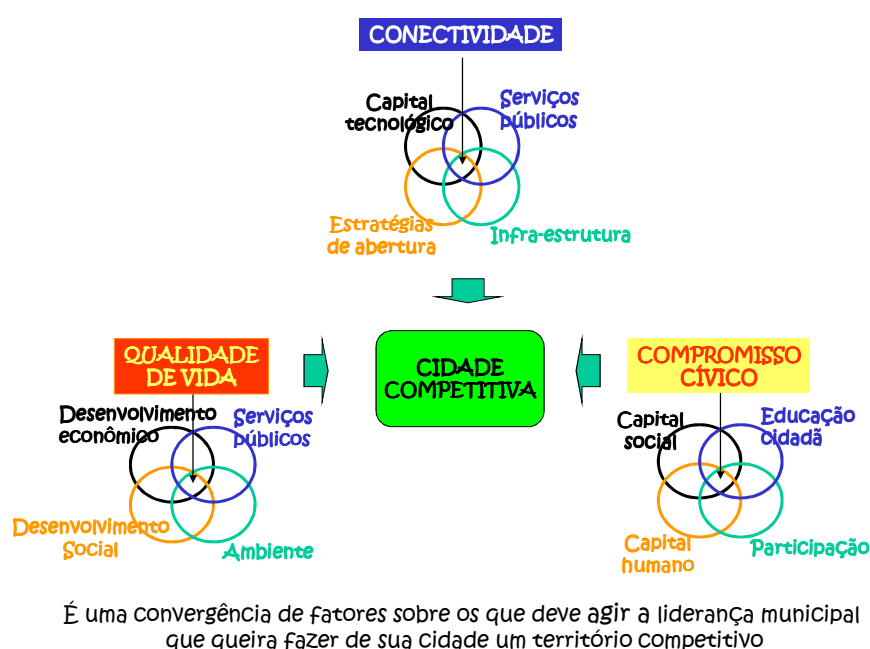 CONECTIVIDADE
Capital
tecnológico
Serviços
públicos
Estratégias
de abertura
Infra-estrutura
QUALIDADE
DE VIDA
CIDADE
COMPETITIVA
COMPROMISSO
CÍVICO
Desenvolvimento
econômico
Serviços
públicos
Desenvolvimento
Social
Ambiente
Capital
social
Educação
cidadã
Capital
humano
Participação
É uma convergência de fatores sobre os que deve agir a liderança municipal
que queira fazer de sua cidade um território competitivo